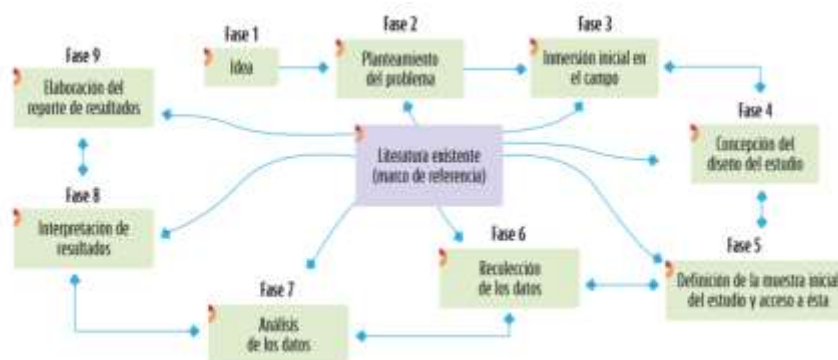 Fase 1
Idea
Fase 2
Planteamiento
del problema
Fase 3
Inmersión inicial en
el campo
Fase 4
Concepción del
diseno del estudio
Fase 5
Definición de la muestra inicial
del estudio y acceso a ésta
Fase 6
Recolección
de los datos
Fase 7
Análisis
de los datos
Fase 8
Interpretación de
resultados
Fase 9
Elaboración del
reporte de resultados
Literatura existente
(marco de referencia)